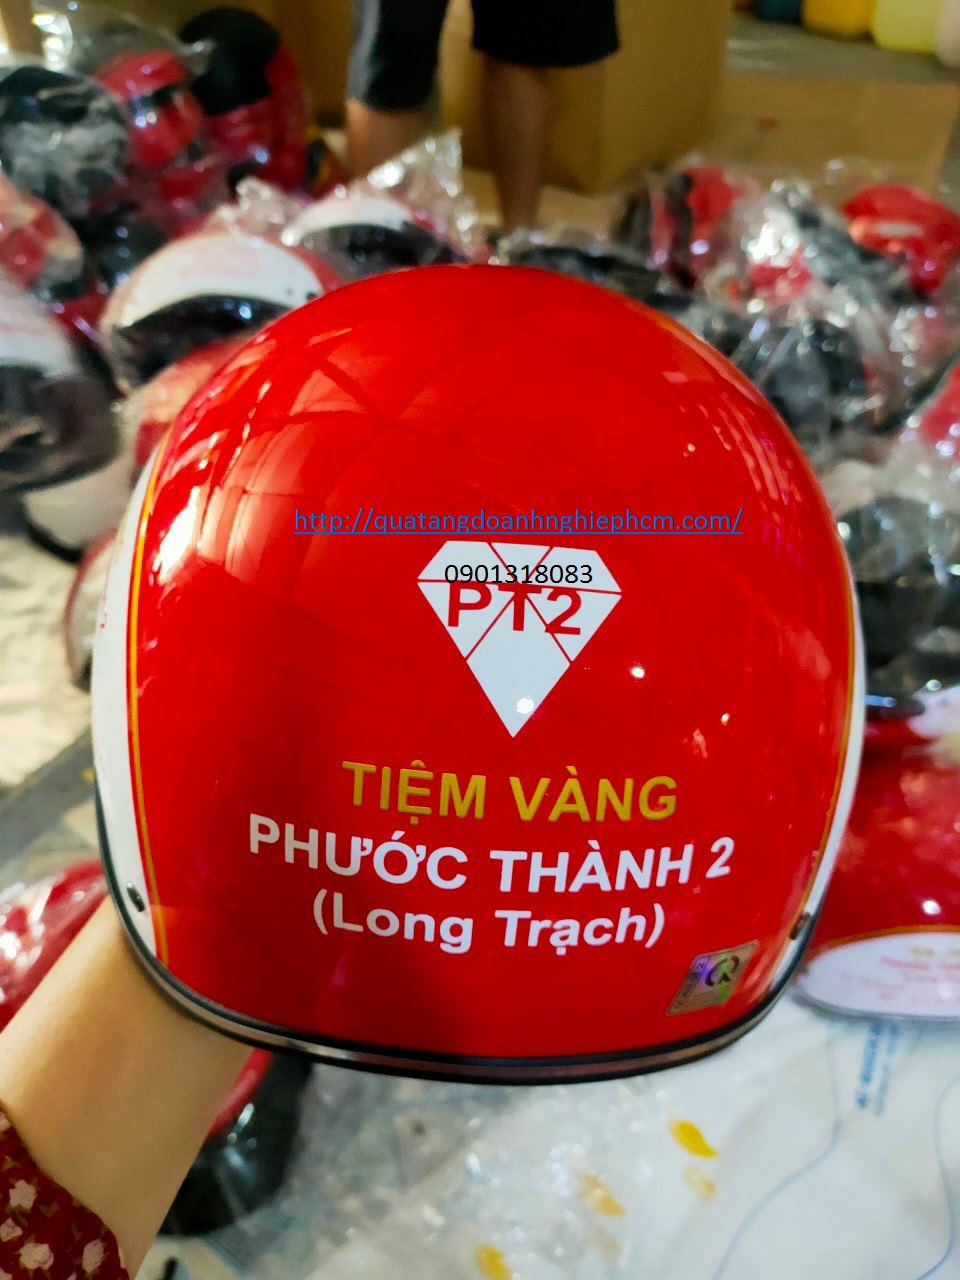 http://quatangdoanhnghiephcm.com/
0901318083
PT2
TIỆM VÀNG
PHƯỚC THÀNH 2
(Long Trạch)